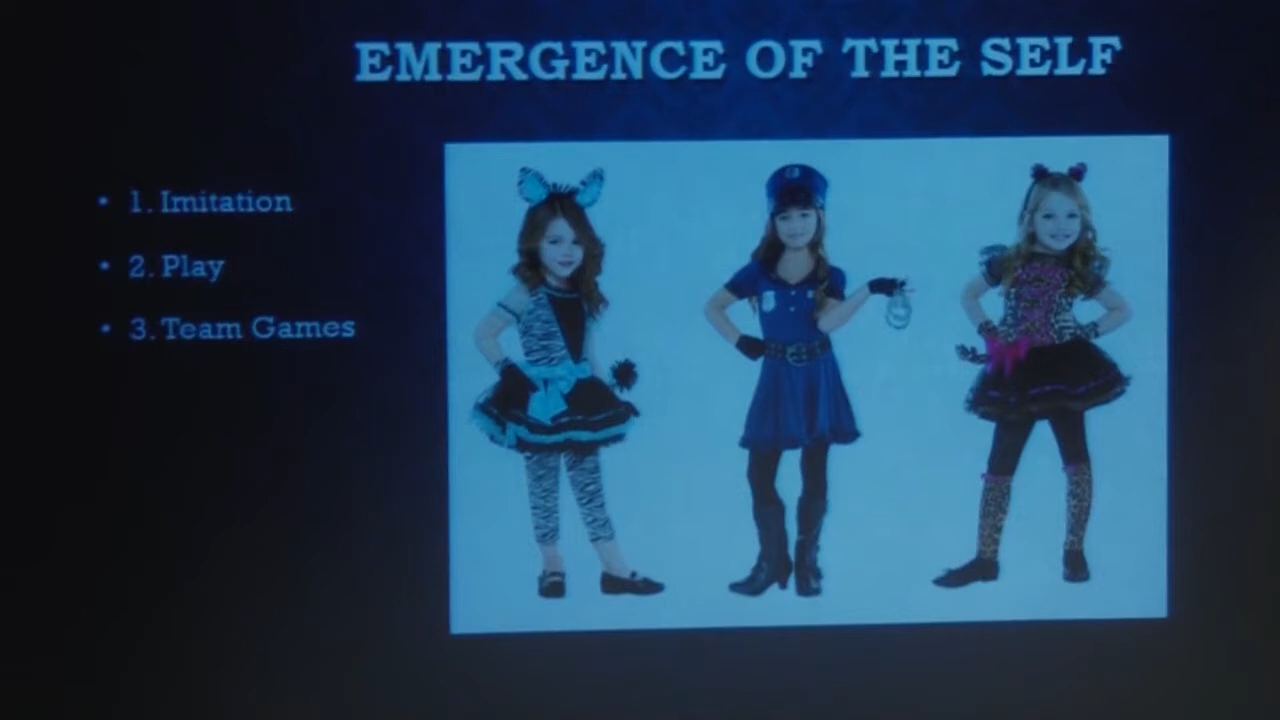 EMERGENCE OF THE SELF
• 1. Imitation
• 2. Play
• 3. Team Games